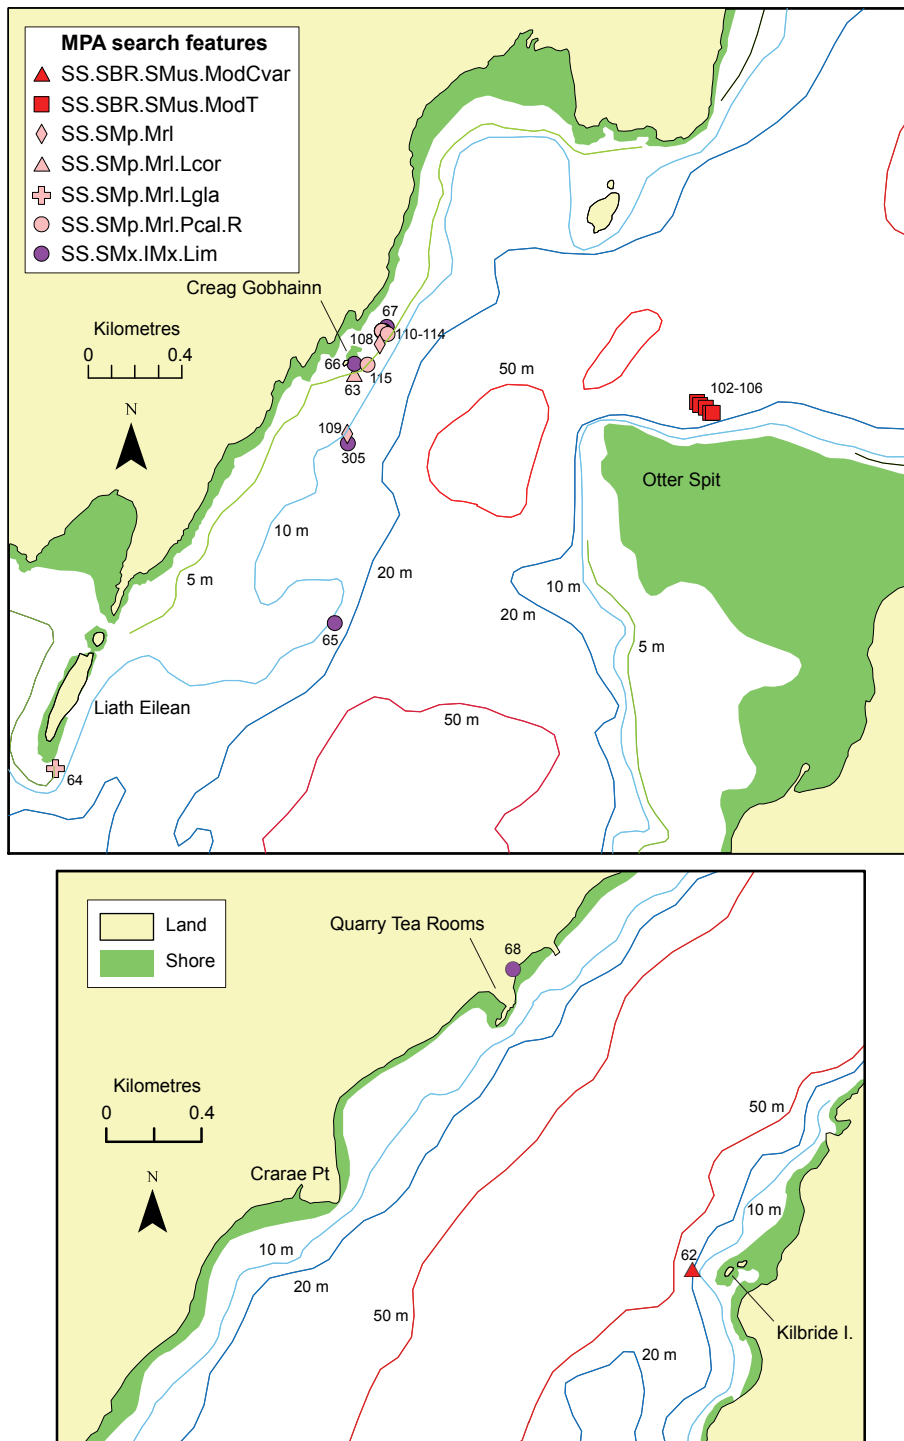 MPA search features
SS.SBR.SMus.ModCvar
SS.SBR.SMus.ModT
SS.SMp.Mrl
SS.SMp.Mrl.Lcor
SS.SMp.Mrl.Lgla
SS.SMp.Mrl.Pcal.R
SS.SMx.IMx.Lim
Creag Gobhainn
Kilometres
0 0.4
N
67
108
110-114
66
115
63
109
305
50 m
102-106
Otter Spit
10 m
20 m
5 m
10 m
20 m
5 m
65
Liath Eilean
50 m
64
Land
Shore
Quarry Tea Rooms
68
Kilometres
0 0.4
N
50 m
Crarae Pt
10 m
10 m
20 m
62
50 m
Kilbride I.
20 m